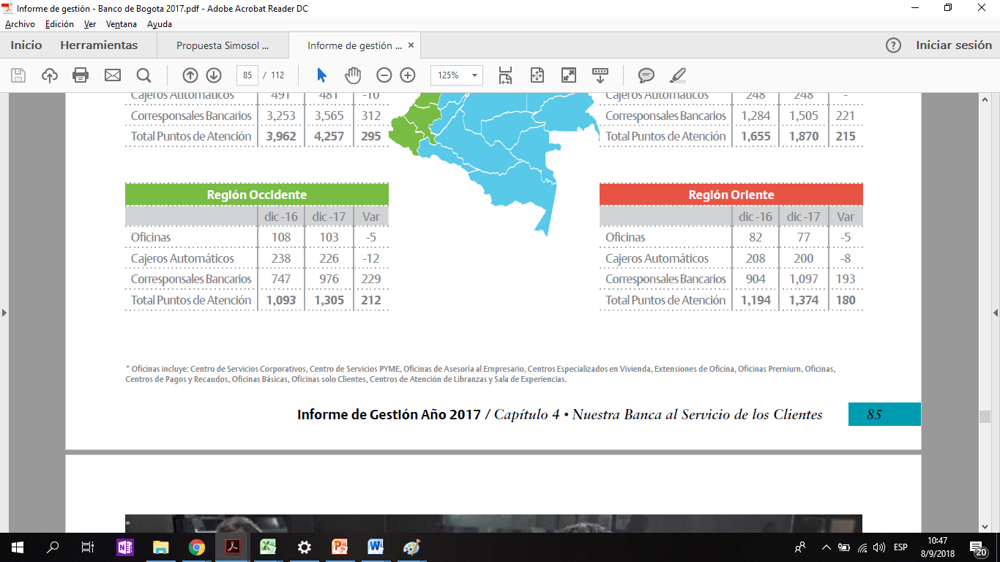 Informe de gestión - Banco de Bogota 2017.pdf - Adobe Acrobat Reader DC
Archivo Edición Ver Ventana Ayuda
Inicio Herramientas Propuesta Simosol ... Informe de gestión ... × ? Iniciar sesión
85 / 112 125%
Cajeros Automáticos 491 481 -10
Corresponsales Bancarios 3,253 3,565 312
Total Puntos de Atención 3,962 4,257 295
Cajeros Automáticos 248 248 -
Corresponsales Bancarios 1,284 1,505 221
Total Puntos de Atención 1,655 1,870 215
Región Occidente
dic -16 dic -17 Var
Oficinas 108 103 -5
Cajeros Automáticos 238 226 -12
Corresponsales Bancarios 747 976 229
Total Puntos de Atención 1,093 1,305 212
Región Oriente
dic -16 dic -17 Var
Oficinas 82 77 -5
Cajeros Automáticos 208 200 -8
Corresponsales Bancarios 904 1,097 193
Total Puntos de Atención 1,194 1,374 180
* Oficinas incluye: Centro de Servicios Corporativos, Centro de Servicios PYME, Oficinas de Asesoría al Empresario, Centros Especializados en Vivienda, Extensiones de Oficina, Oficinas Premium, Oficinas,
Centros de Pagos y Recaudos, Oficinas Básicas, Oficinas solo Clientes, Centros de Atención de Libranzas y Sala de Experiencias.
Informe de Gestión Año 2017 / Capítulo 4 • Nuestra Banca al Servicio de los Clientes 85
ESP 10:47
8/9/2018 20